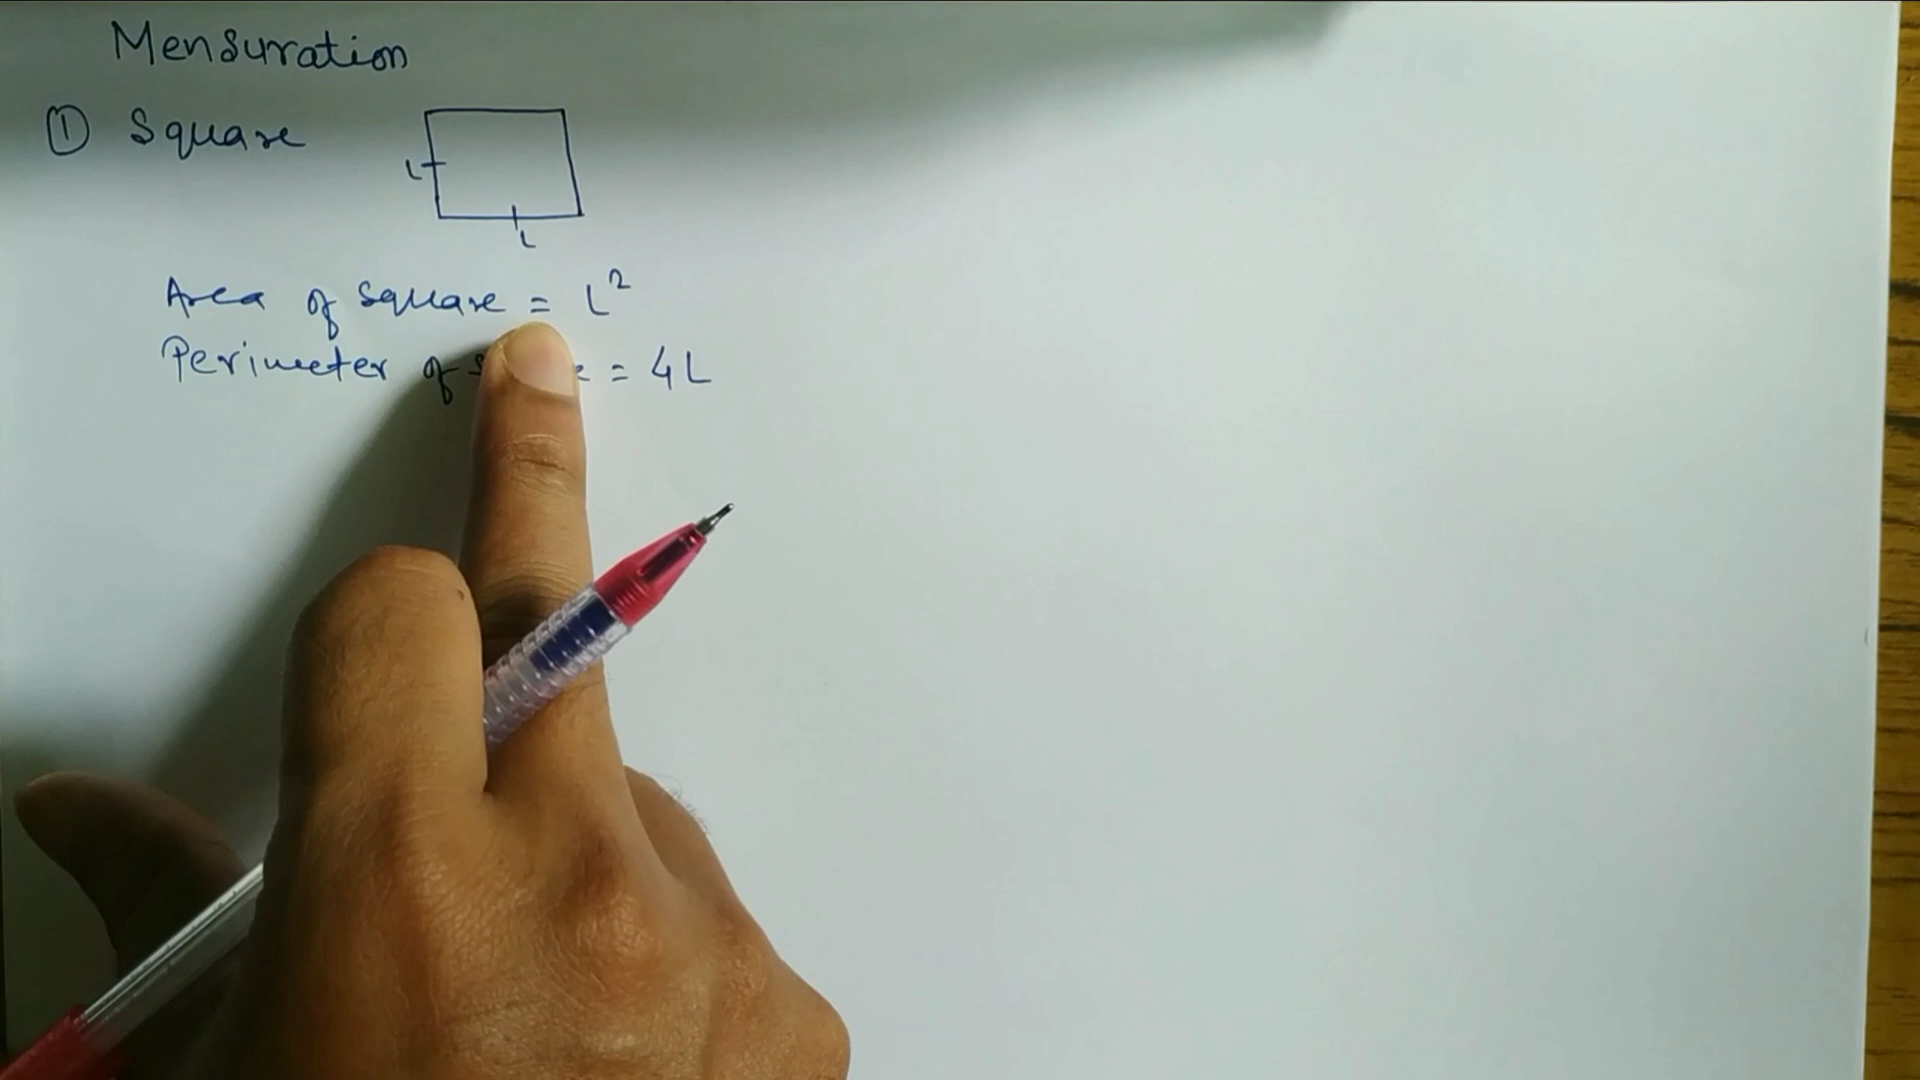 Mensuration
① Square
L
L
Area of square = L²
Perimeter of = 4L